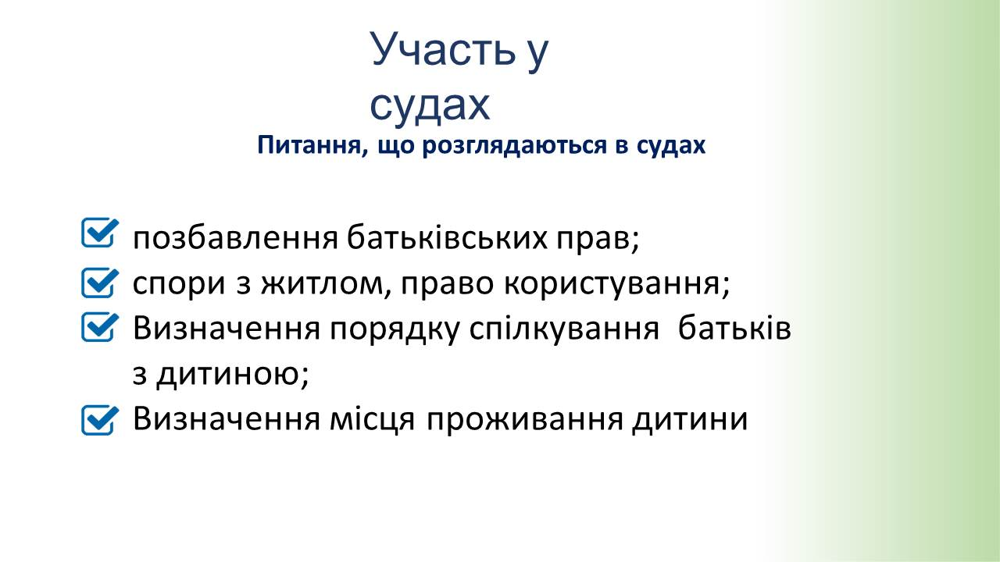 Участь у
судах
Питання, що розглядаються в судах
позбавлення батьківських прав;
спори з житлом, право користування;
Визначення порядку спілкування  батьків
з дитиною;
Визначення місця проживання дитини